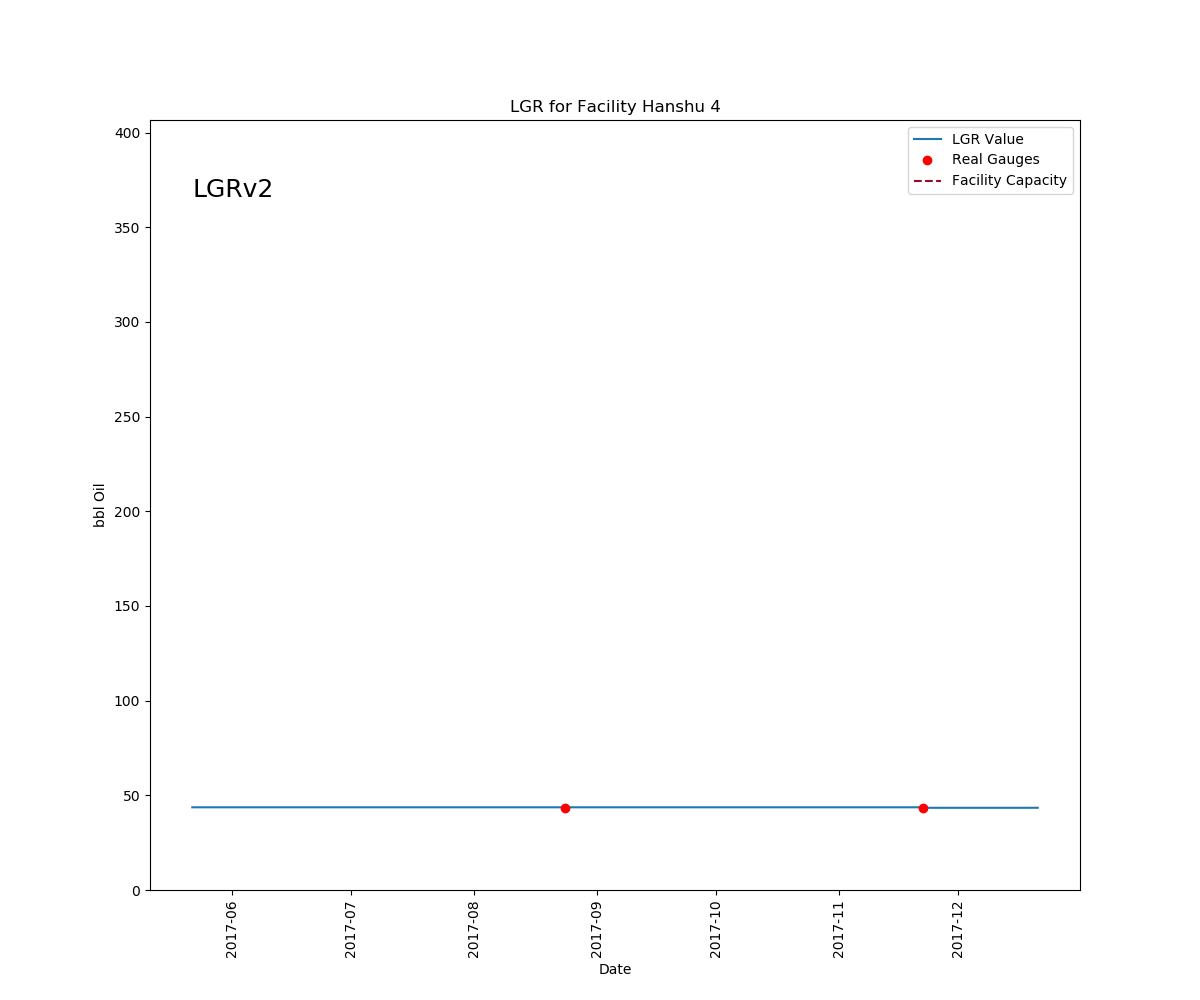 LGR for Facility Hanshu 4
LGRv2
LGR Value
Real Gauges
Facility Capacity
bbl Oil
400
350
300
250
200
150
100
50
0
2017-06
2017-07
2017-08
2017-09
2017-10
2017-11
2017-12
Date